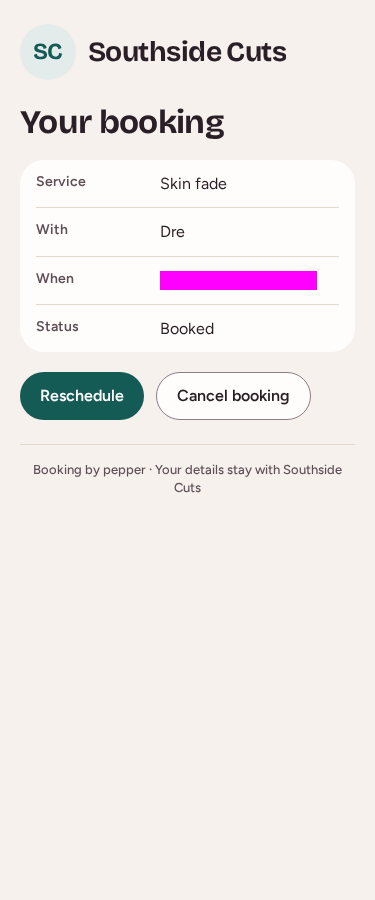 SC
Southside Cuts
Your booking
Service
Skin fade
With
Dre
When
Status
Booked
Reschedule
Cancel booking
Booking by pepper · Your details stay with Southside
Cuts